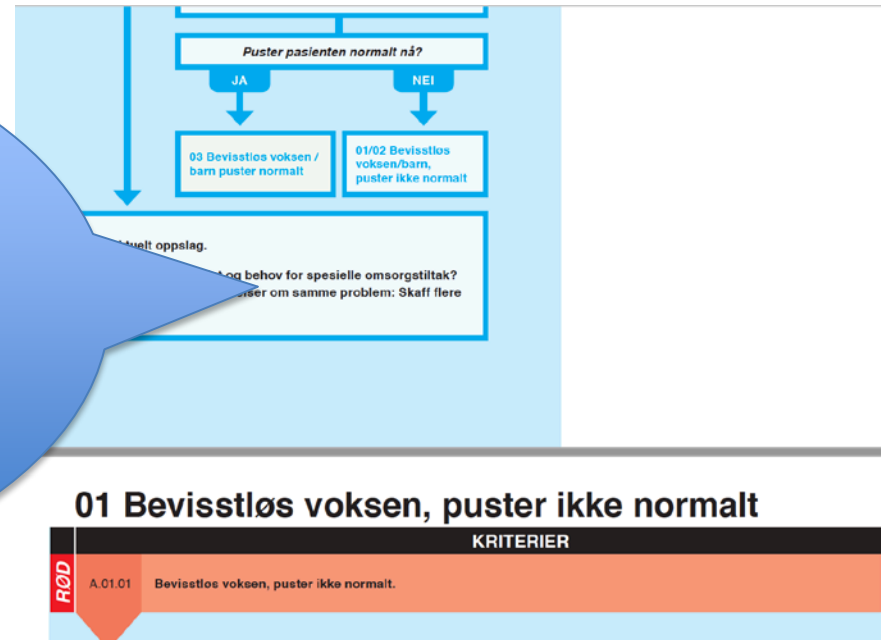 Puster pasienten normalt nå?
JA
NEI
03 Bevisstløs voksen /
barn puster normalt
01/02 Bevisstløs
voksen/barn,
puster ikke normalt
oppslag.
og behov for spesielle omsorgstiltak?
om samme problem: Skaff flere
01 Bevisstløs voksen, puster ikke normalt
KRITERIER
RØD
A.01.01
Bevisstløs voksen, puster ikke normalt.